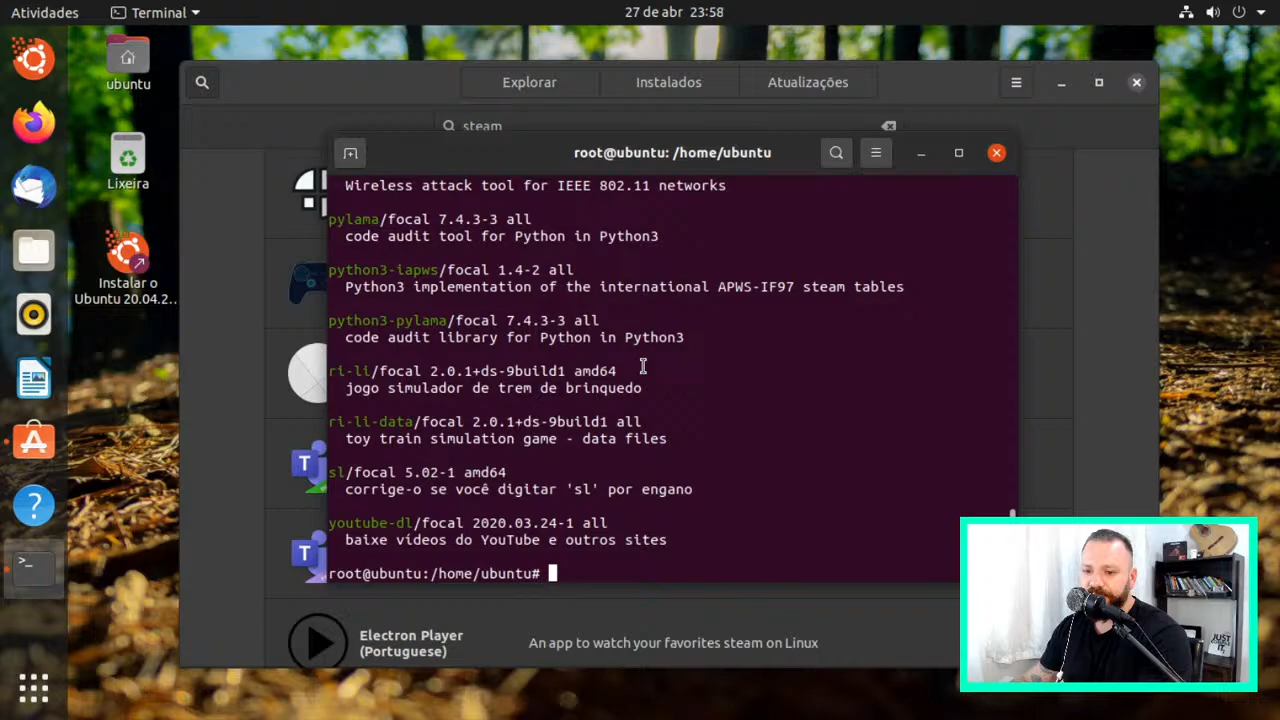 Atividades
Terminal
27 de abr 23:58
ubuntu
Explorar
Instalados
Atualizações
steam
Lixeira
Instalar o
Ubuntu 20.04.2...
root@ubuntu: /home/ubuntu
Wireless attack tool for IEEE 802.11 networks
pylama/focal 7.4.3-3 all
code audit tool for Python in Python3
python3-iapws/focal 1.4-2 all
Python3 implementation of the international APWS-IF97 steam tables
python3-pylama/focal 7.4.3-3 all
code audit library for Python in Python3
ri-li/focal 2.0.1+ds-9build1 amd64
jogo simulador de trem de brinquedo
ri-li-data/focal 2.0.1+ds-9build1 all
toy train simulation game - data files
sl/focal 5.02-1 amd64
corrige-o se você digitar 'sl' por engano
youtube-dl/focal 2020.03.24-1 all
baixe vídeos do YouTube e outros sites
root@ubuntu:/home/ubuntu#
T
T
Electron Player
(Portuguese)
An app to watch your favorites steam on Linux